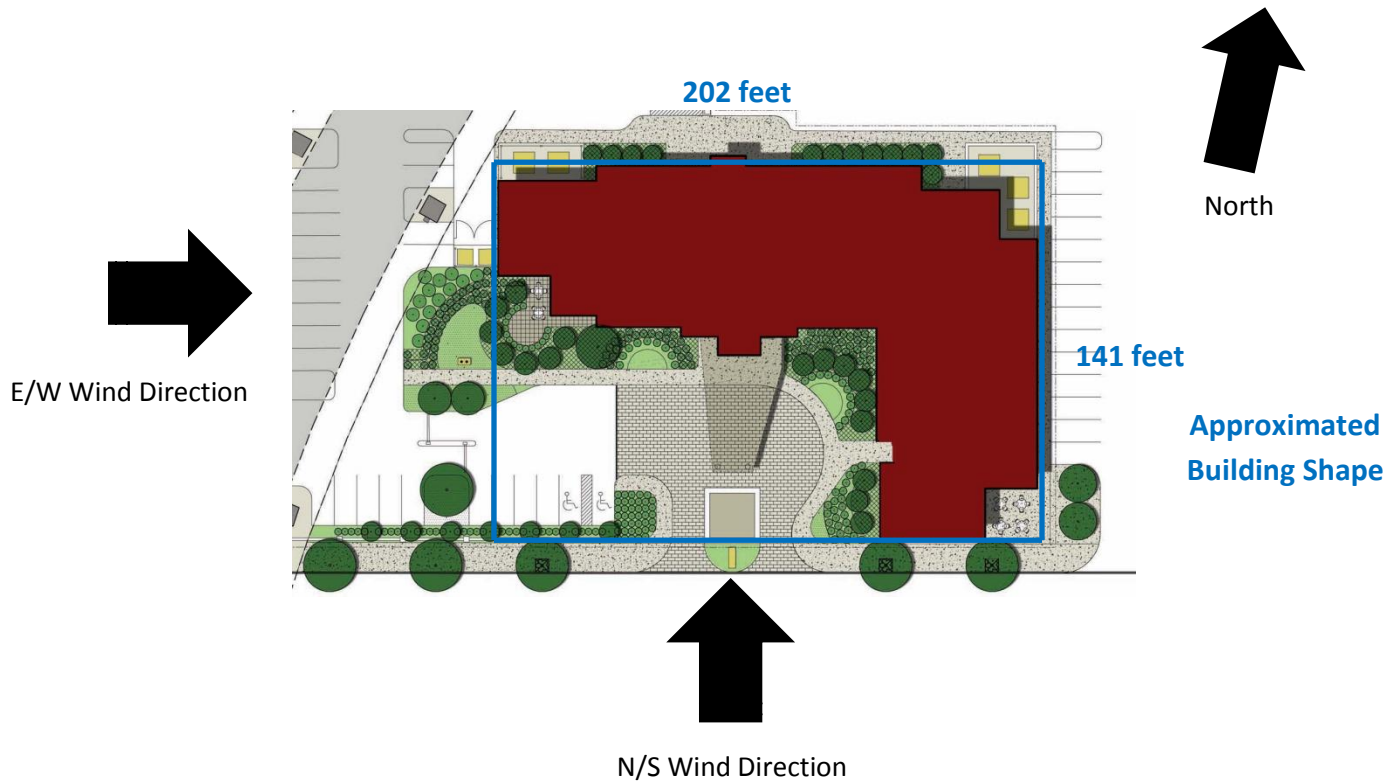 202 feet
North
E/W Wind Direction
141 feet
Approximated
Building Shape
N/S Wind Direction